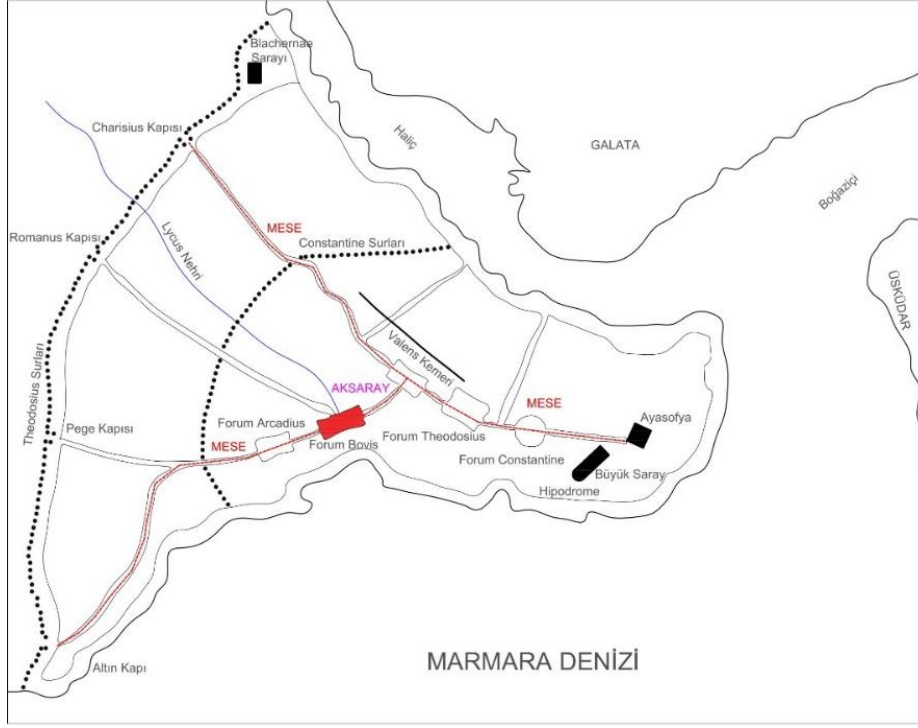 Blachernae
Sarayı
Charisius Kapısı
Haliç
GALATA
Boğaziçi
MESE
Romanus Kapısı
Lycus Nehri
Constantine Surları
ÜSKÜDAR
Theodosius Surları
Valens Kemeri
AKSARAY
MESE
Ayasofya
Pege Kapısı
Forum Arcadius
MESE
Forum Bovis
Forum Theodosius
Forum Constantine
Büyük Saray
Hipodrome
Altın Kapı
MARMARA DENİZİ